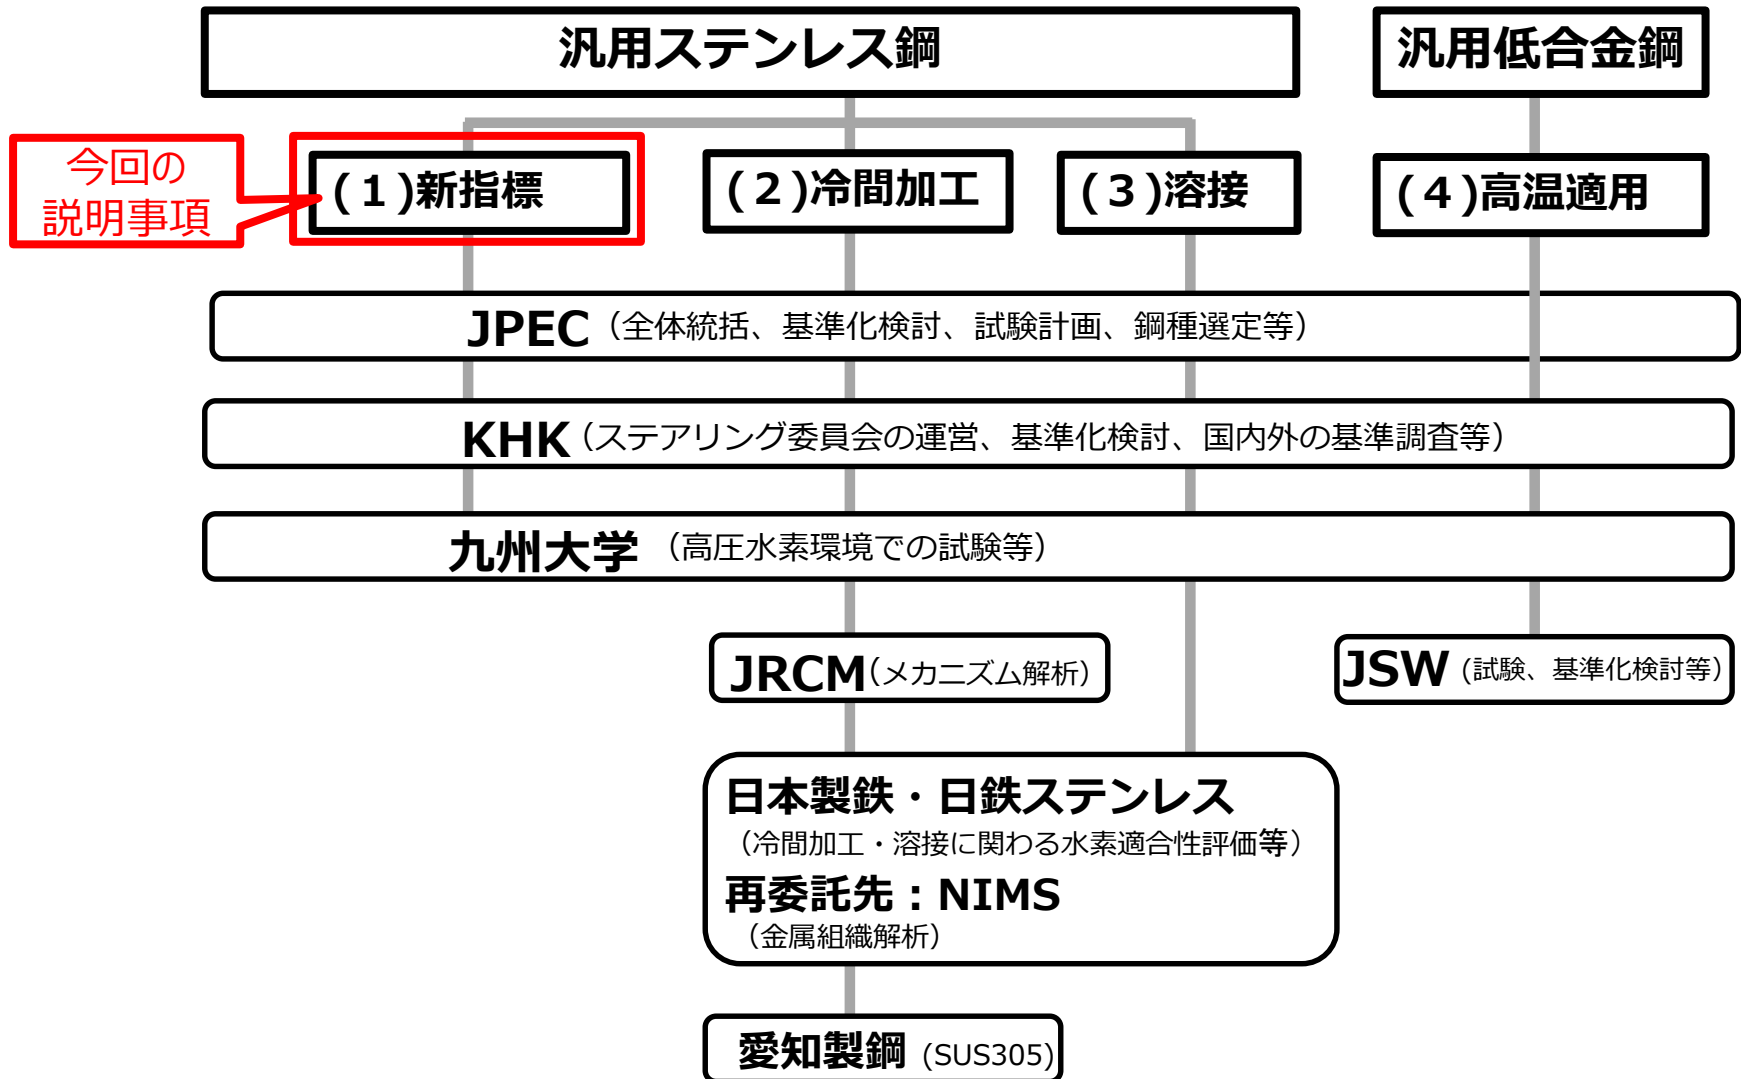 汎用ステンレス鋼
汎用低合金鋼
今回の
説明事項
(１)新指標
(２)冷間加工
(３)溶接
(４)高温適用
JPEC（全体統括、基準化検討、試験計画、鋼種選定等）
KHK（ステアリング委員会の運営、基準化検討、国内外の基準調査等）
九州大学（高圧水素環境での試験等）
JRCM（メカニズム解析）
JSW（試験、基準化検討等）
日本製鉄・日鉄ステンレス
（冷間加工・溶接に関わる水素適合性評価等）
再委託先：NIMS
（金属組織解析）
愛知製鋼 (SUS305)